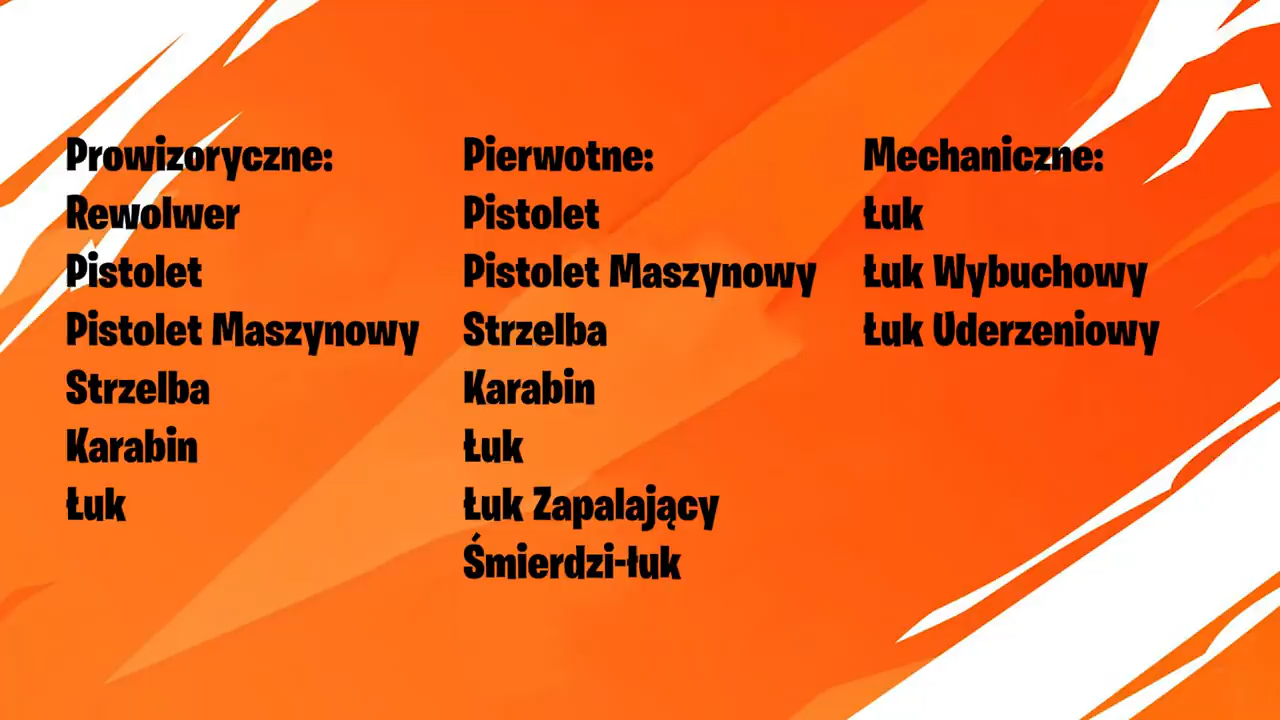 Prowizoryczne:
Rewolwer
Pistolet
Pistolet Maszynowy
Strzelba
Karabin
Łuk
Pierwotne:
Pistolet
Pistolet Maszynowy
Strzelba
Karabin
Łuk
Łuk Zapalający
Śmierdzi-łuk
Mechaniczne:
Łuk
Łuk Wybuchowy
Łuk Uderzeniowy